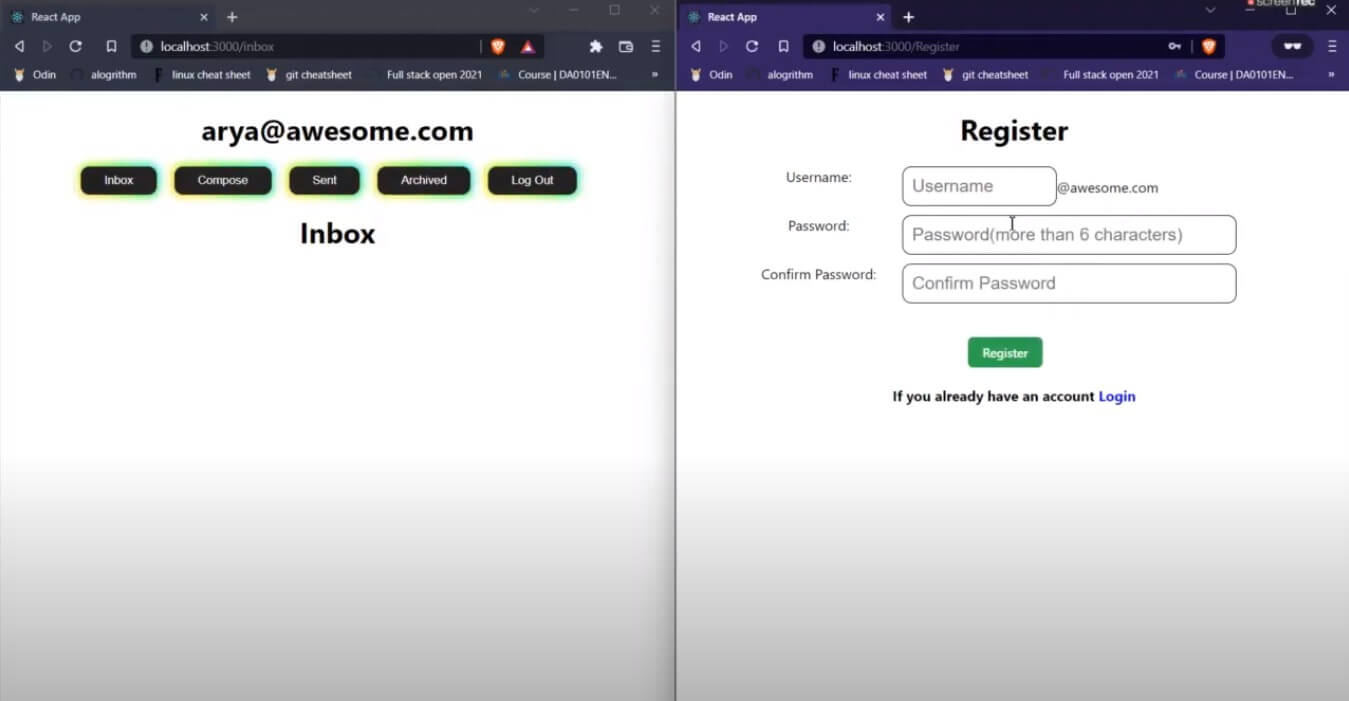 React App
localhost:3000/inbox
Odin alogrithm linux cheat sheet git cheatsheet Full stack open 2021 Course | DA0101EN... »
arya@awesome.com
Inbox Compose Sent Archived Log Out
Inbox
screenrec
React App
localhost:3000/Register
Odin alogrithm linux cheat sheet git cheatsheet Full stack open 2021 Course | DA0101EN... »
Register
Username: Username @awesome.com
Password: Password(more than 6 characters)
Confirm Password: Confirm Password
Register
If you already have an account Login